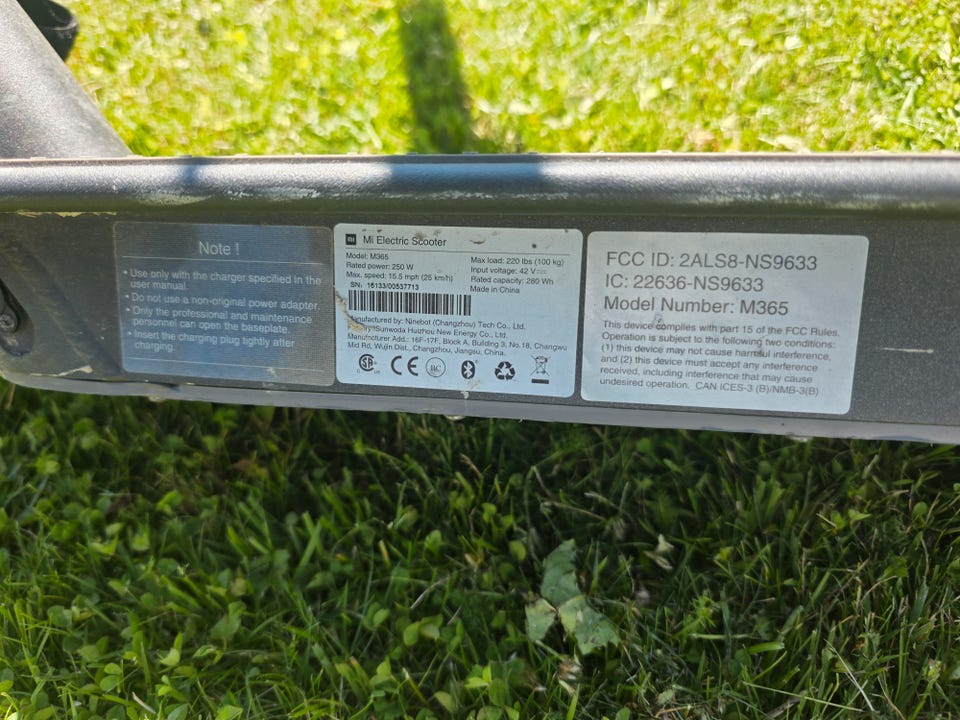 Note !
• Use only with the charger specified in the
user manual.
• Do not use a non-original power adapter.
• Only the professional and maintenance
personnel can open the baseplate.
• Insert the charging plug tightly after
charging.
mi Mi Electric Scooter
Model: M365
Rated power: 250 W
Max. speed: 15.5 mph (25 km/h)
SN: 16133/00537713
Max load: 220 lbs (100 kg)
Input voltage: 42 V
Rated capacity: 280 Wh
Made in China
Manufacturer: Ninebot (Changzhou) Tech Co., Ltd.
Sunwoda Huizhou New Energy Co., Ltd.
Manufacturer Add.: 16F-17F, Block A, Building 3, No. 18, Changwu
Mid Rd, Wujin Dist., Changzhou, Jiangsu, China.
CE
FCC ID: 2ALS8-NS9633
IC: 22636-NS9633
Model Number: M365
This device complies with part 15 of the FCC Rules.
Operation is subject to the following two conditions:
(1) this device may not cause harmful interference,
and (2) this device must accept any interference
received, including interference that may cause
undesired operation. CAN ICES-3 (B)/NMB-3(B)